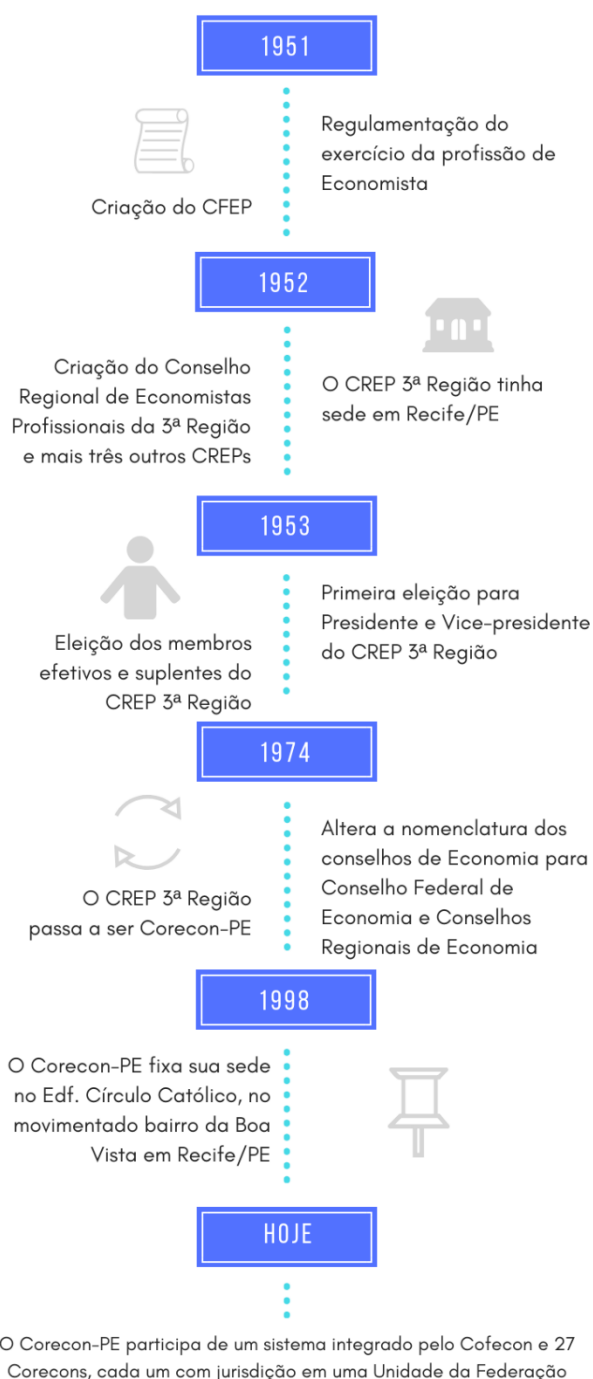 1951
Criação do CFEP
Regulamentação do
exercício da profissão de
Economista
1952
Criação do Conselho
Regional de Economistas
Profissionais da 3ª Região
e mais três outros CREPs
O CREP 3ª Região tinha
sede em Recife/PE
1953
Eleição dos membros
efetivos e suplentes do
CREP 3ª Região
Primeira eleição para
Presidente e Vice-presidente
do CREP 3ª Região
1974
O CREP 3ª Região
passa a ser Corecon-PE
Altera a nomenclatura dos
conselhos de Economia para
Conselho Federal de
Economia e Conselhos
Regionais de Economia
1998
O Corecon-PE fixa sua sede
no Edf. Círculo Católico, no
movimentado bairro da Boa
Vista em Recife/PE
HOJE
O Corecon-PE participa de um sistema integrado pelo Cofecon e 27
Corecons, cada um com jurisdição em uma Unidade da Federação